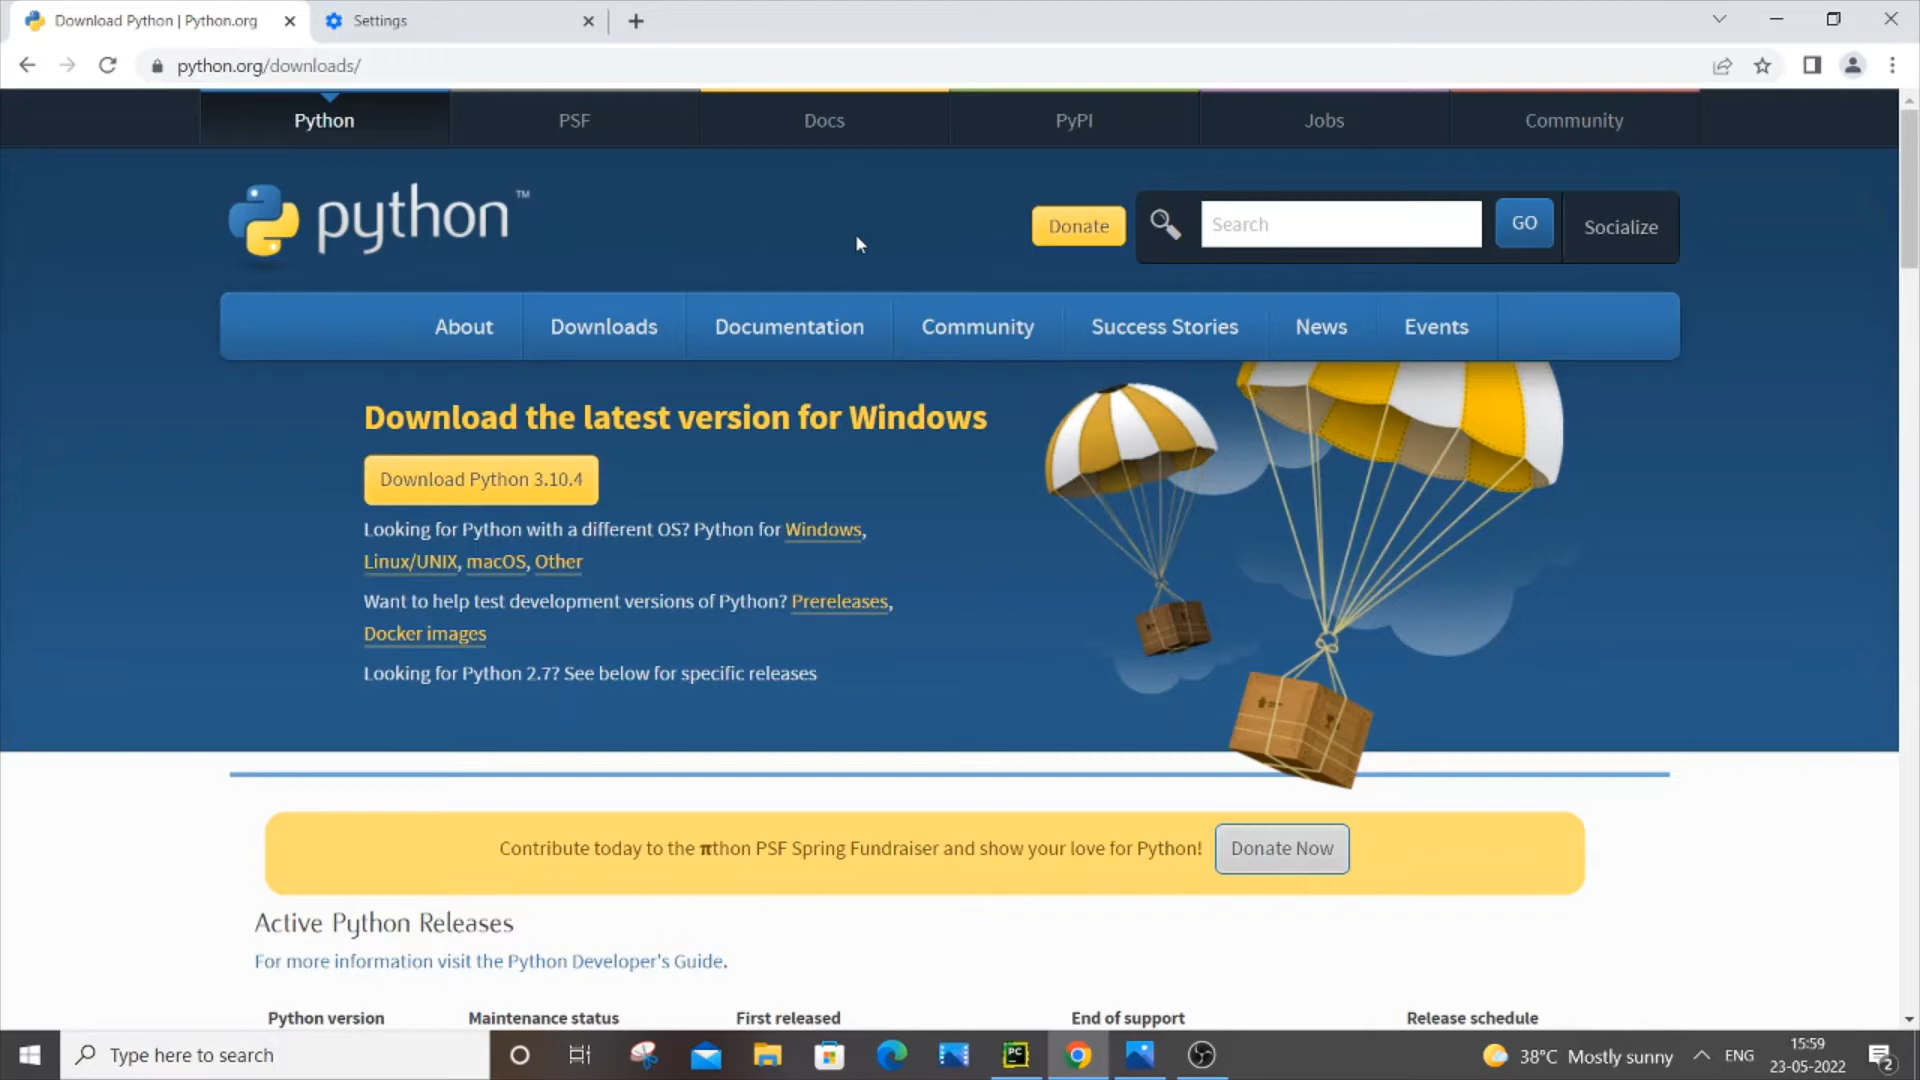 Download Python | Python.org
Settings
python.org/downloads/
Python PSF Docs PyPI Jobs Community
python™
Donate
Search
GO
Socialize
About Downloads Documentation Community Success Stories News Events
Download the latest version for Windows
Download Python 3.10.4
Looking for Python with a different OS? Python for Windows,
Linux/UNIX, macOS, Other
Want to help test development versions of Python? Prereleases,
Docker images
Looking for Python 2.7? See below for specific releases
Contribute today to the πthon PSF Spring Fundraiser and show your love for Python!
Donate Now
Active Python Releases
For more information visit the Python Developer's Guide.
Python version Maintenance status First released End of support Release schedule
Type here to search
PC
38°C Mostly sunny
ENG
15:59
23-05-2022
2